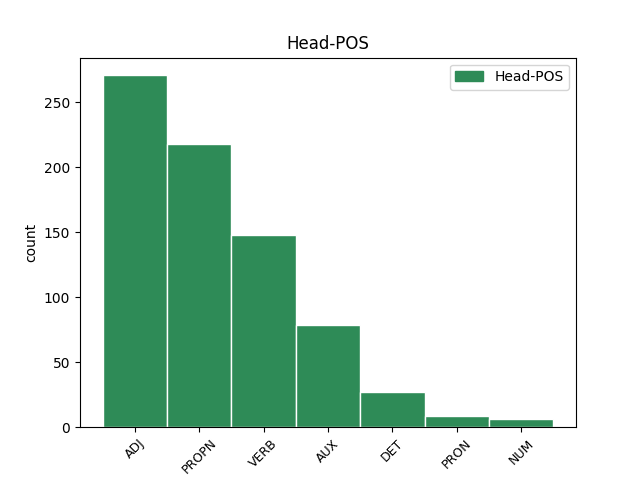 Head-POS
Head-POS
250
200
150
100
50
0
count
ADJ
PROPN
VERB
AUX
DET
PRON
NUM